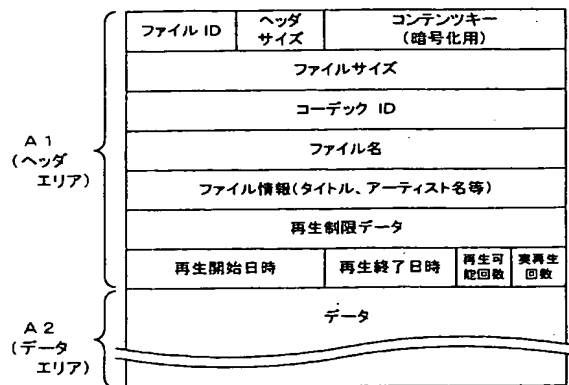 ファイル ID
ヘッダ
サイズ
コンテンツキー
(暗号化用)
ファイルサイズ
コーデック ID
ファイル名
ファイル情報(タイトル、アーティスト名等)
再生制限データ
再生開始日時
再生終了日時
再生可
能回数
実再生
回数
データ
A 1
(ヘッダ
エリア)
A 2
(データ
エリア)